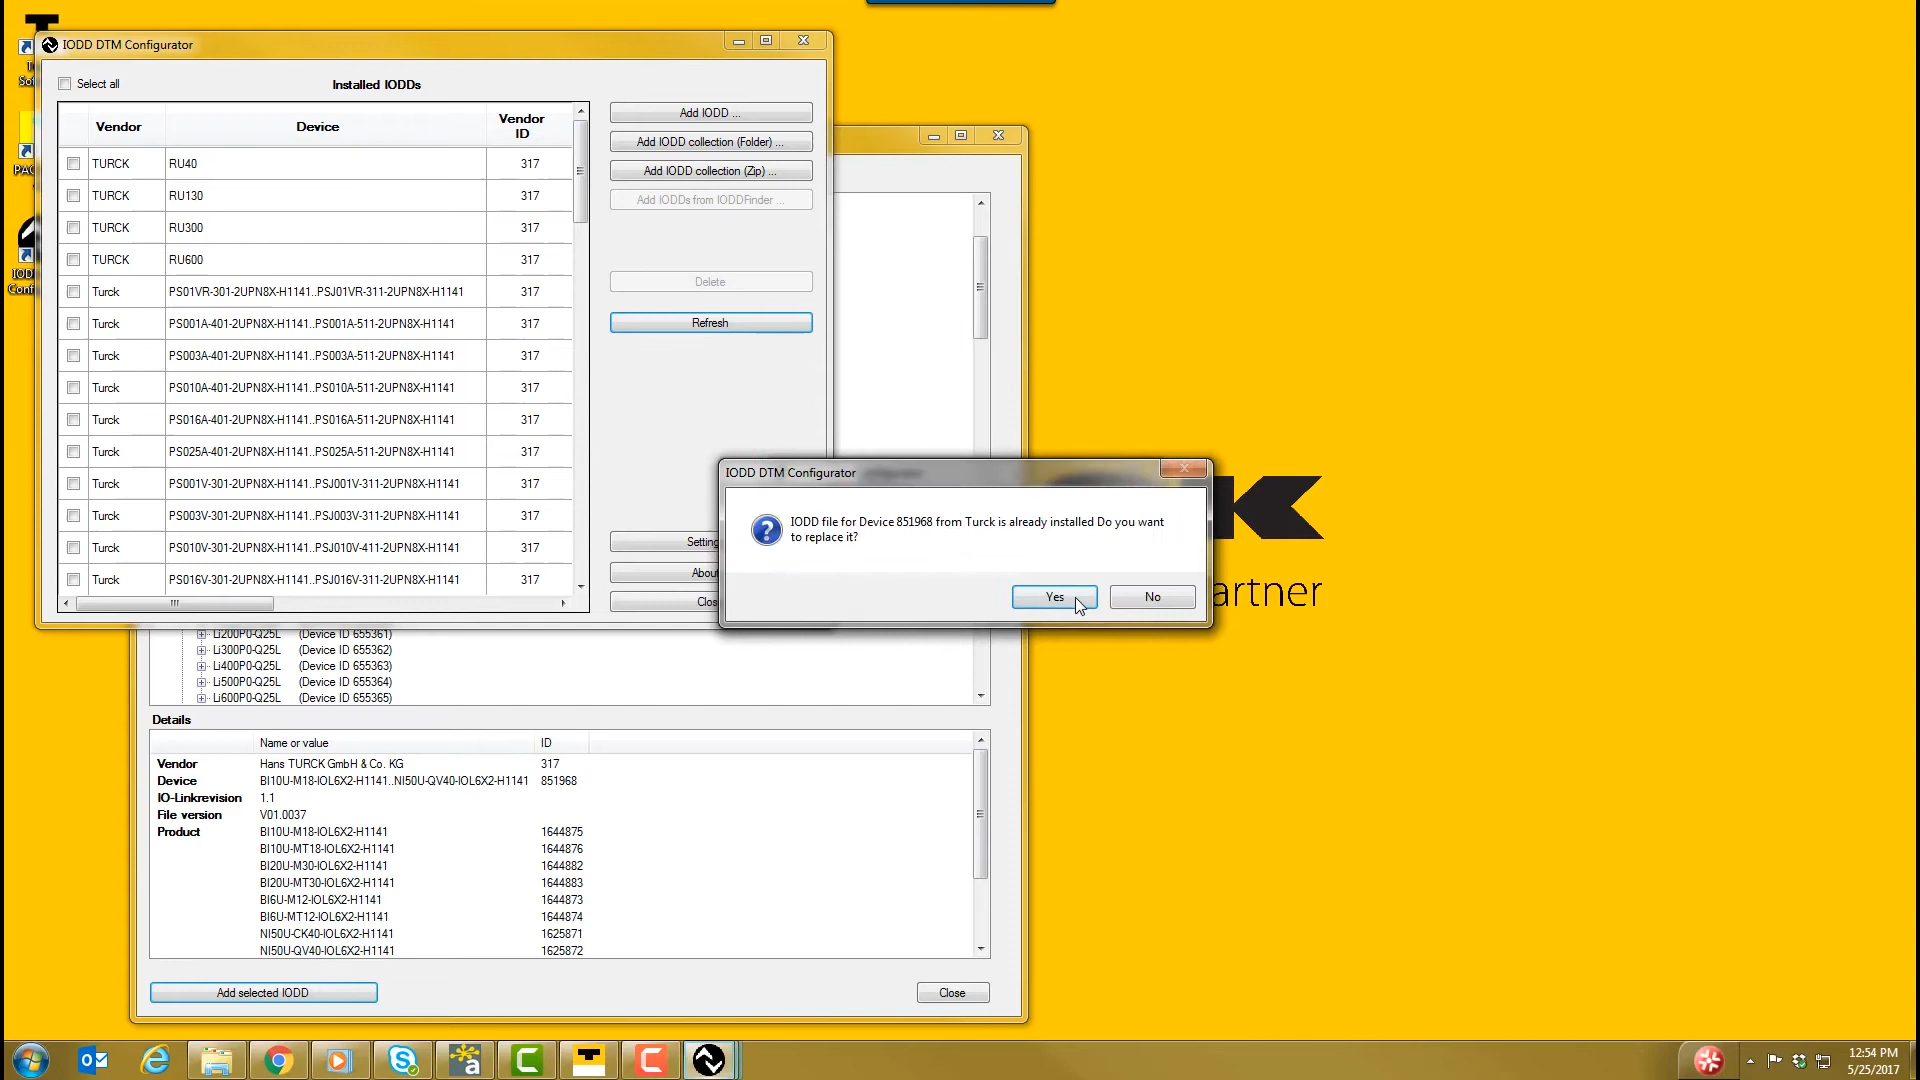 IODD DTM Configurator
Select all
Installed IODDs
Vendor Device Vendor ID
TURCK RU40 317
TURCK RU130 317
TURCK RU300 317
TURCK RU600 317
Turck PS01VR-301-2UPN8X-H1141..PSJ01VR-311-2UPN8X-H1141 317
Turck PS001A-401-2UPN8X-H1141..PS001A-511-2UPN8X-H1141 317
Turck PS003A-401-2UPN8X-H1141..PS003A-511-2UPN8X-H1141 317
Turck PS010A-401-2UPN8X-H1141..PS010A-511-2UPN8X-H1141 317
Turck PS016A-401-2UPN8X-H1141..PS016A-511-2UPN8X-H1141 317
Turck PS025A-401-2UPN8X-H1141..PS025A-511-2UPN8X-H1141 317
Turck PS001V-301-2UPN8X-H1141..PSJ001V-311-2UPN8X-H1141 317
Turck PS003V-301-2UPN8X-H1141..PSJ003V-311-2UPN8X-H1141 317
Turck PS010V-301-2UPN8X-H1141..PSJ010V-411-2UPN8X-H1141 317
Turck PS016V-301-2UPN8X-H1141..PSJ016V-311-2UPN8X-H1141 317
Add IODD ...
Add IODD collection (Folder) ...
Add IODD collection (Zip) ...
Add IODDs from IODDFinder ...
Delete
Refresh
Setting
About
Clos
IODD DTM Configurator
IODD file for Device 851968 from Turck is already installed Do you want
to replace it?
Yes
No
K
artner
Li200P0-Q25L (Device ID 655361)
Li300P0-Q25L (Device ID 655362)
Li400P0-Q25L (Device ID 655363)
Li500P0-Q25L (Device ID 655364)
Li600P0-Q25L (Device ID 655365)
Details
Name or value ID
Vendor Hans TURCK GmbH & Co. KG 317
Device BI10U-M18-IOL6X2-H1141..NI50U-QV40-IOL6X2-H1141 851968
IO-Linkrevision 1.1
File version V01.0037
Product BI10U-M18-IOL6X2-H1141 1644875
BI10U-MT18-IOL6X2-H1141 1644876
BI20U-M30-IOL6X2-H1141 1644882
BI20U-MT30-IOL6X2-H1141 1644883
BI6U-M12-IOL6X2-H1141 1644873
BI6U-MT12-IOL6X2-H1141 1644874
NI50U-CK40-IOL6X2-H1141 1625871
NI50U-QV40-IOL6X2-H1141 1625872
Add selected IODD
Close
12:54 PM
5/25/2017